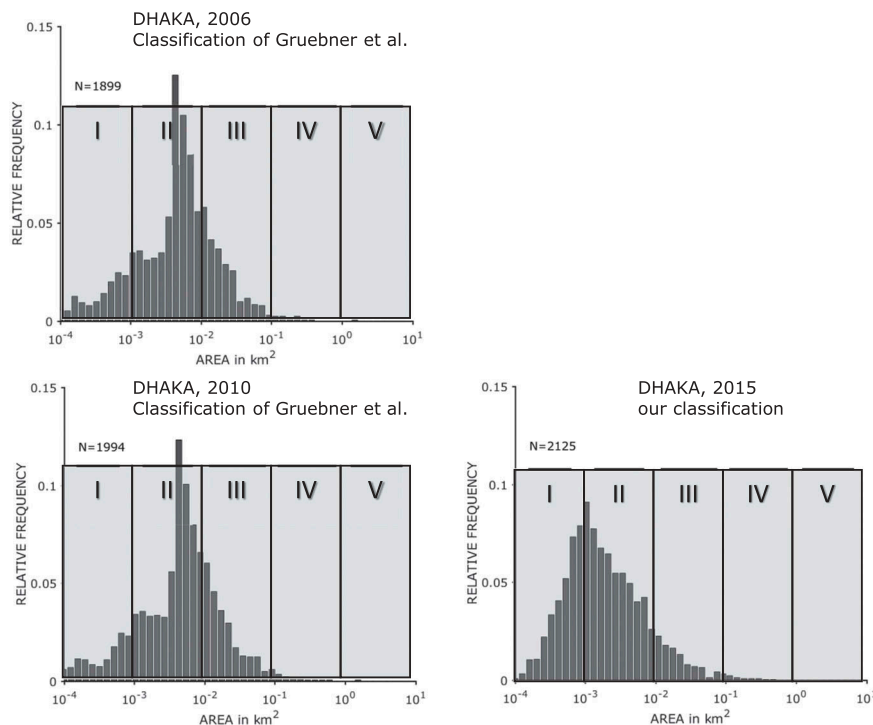 DHAKA, 2006
Classification of Gruebner et al.
0.15
N=1899
0.1
I II III IV V
RELATIVE FREQUENCY
0.05
0
10^-4 10^-3 10^-2 10^-1 10^0 10^1
AREA in km^2
DHAKA, 2010
Classification of Gruebner et al.
0.15
N=1994
0.1
I II III IV V
RELATIVE FREQUENCY
0.05
0
10^-4 10^-3 10^-2 10^-1 10^0 10^1
AREA in km^2
DHAKA, 2015
our classification
0.15
N=2125
0.1
I II III IV V
RELATIVE FREQUENCY
0.05
0
10^-4 10^-3 10^-2 10^-1 10^0 10^1
AREA in km^2